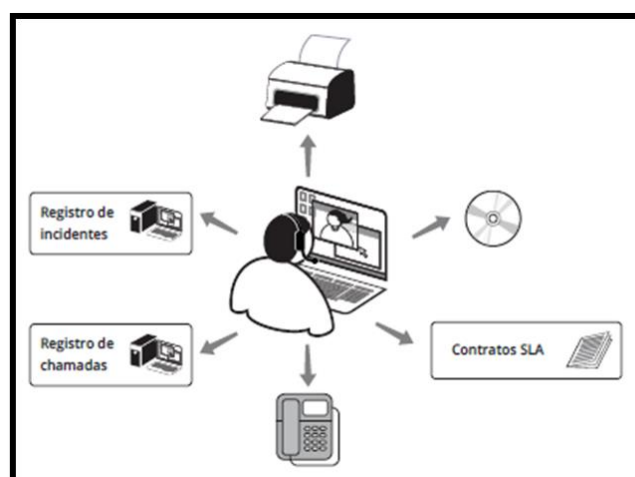 Registro de
incidentes
Registro de
chamadas
Contratos SLA